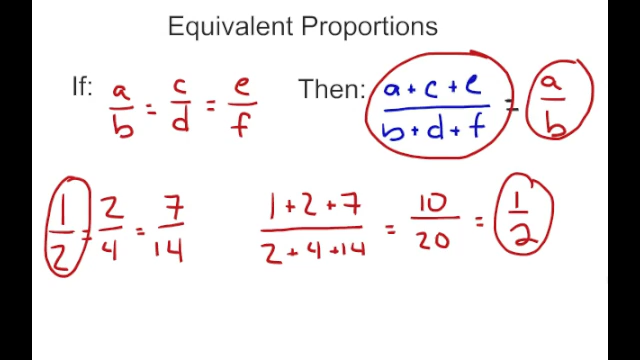 Equivalent Proportions
If: a/b = c/d = e/f Then: (a + c + e)/(b + d + f) = a/b
1/2 = 2/4 = 7/14 (1 + 2 + 7)/(2 + 4 + 14) = 10/20 = 1/2